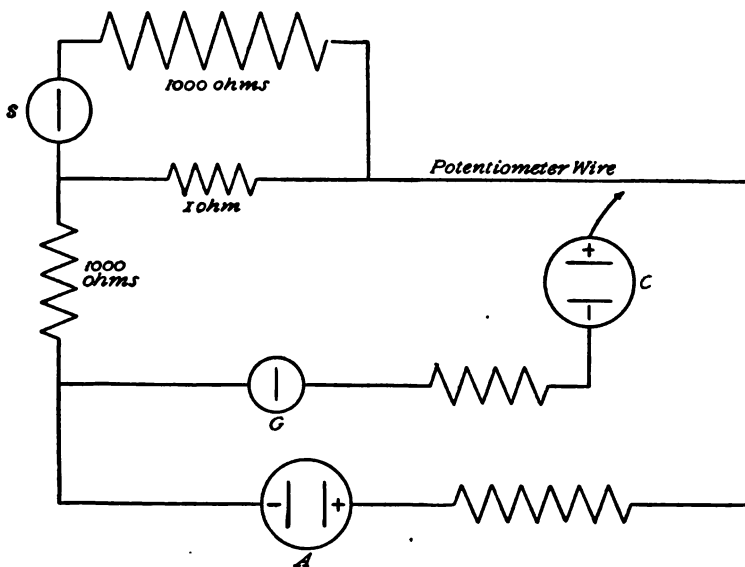 1000 ohms
S
Potentiometer Wire
1 ohm
1000
ohms
+
C
-
G
- +
A